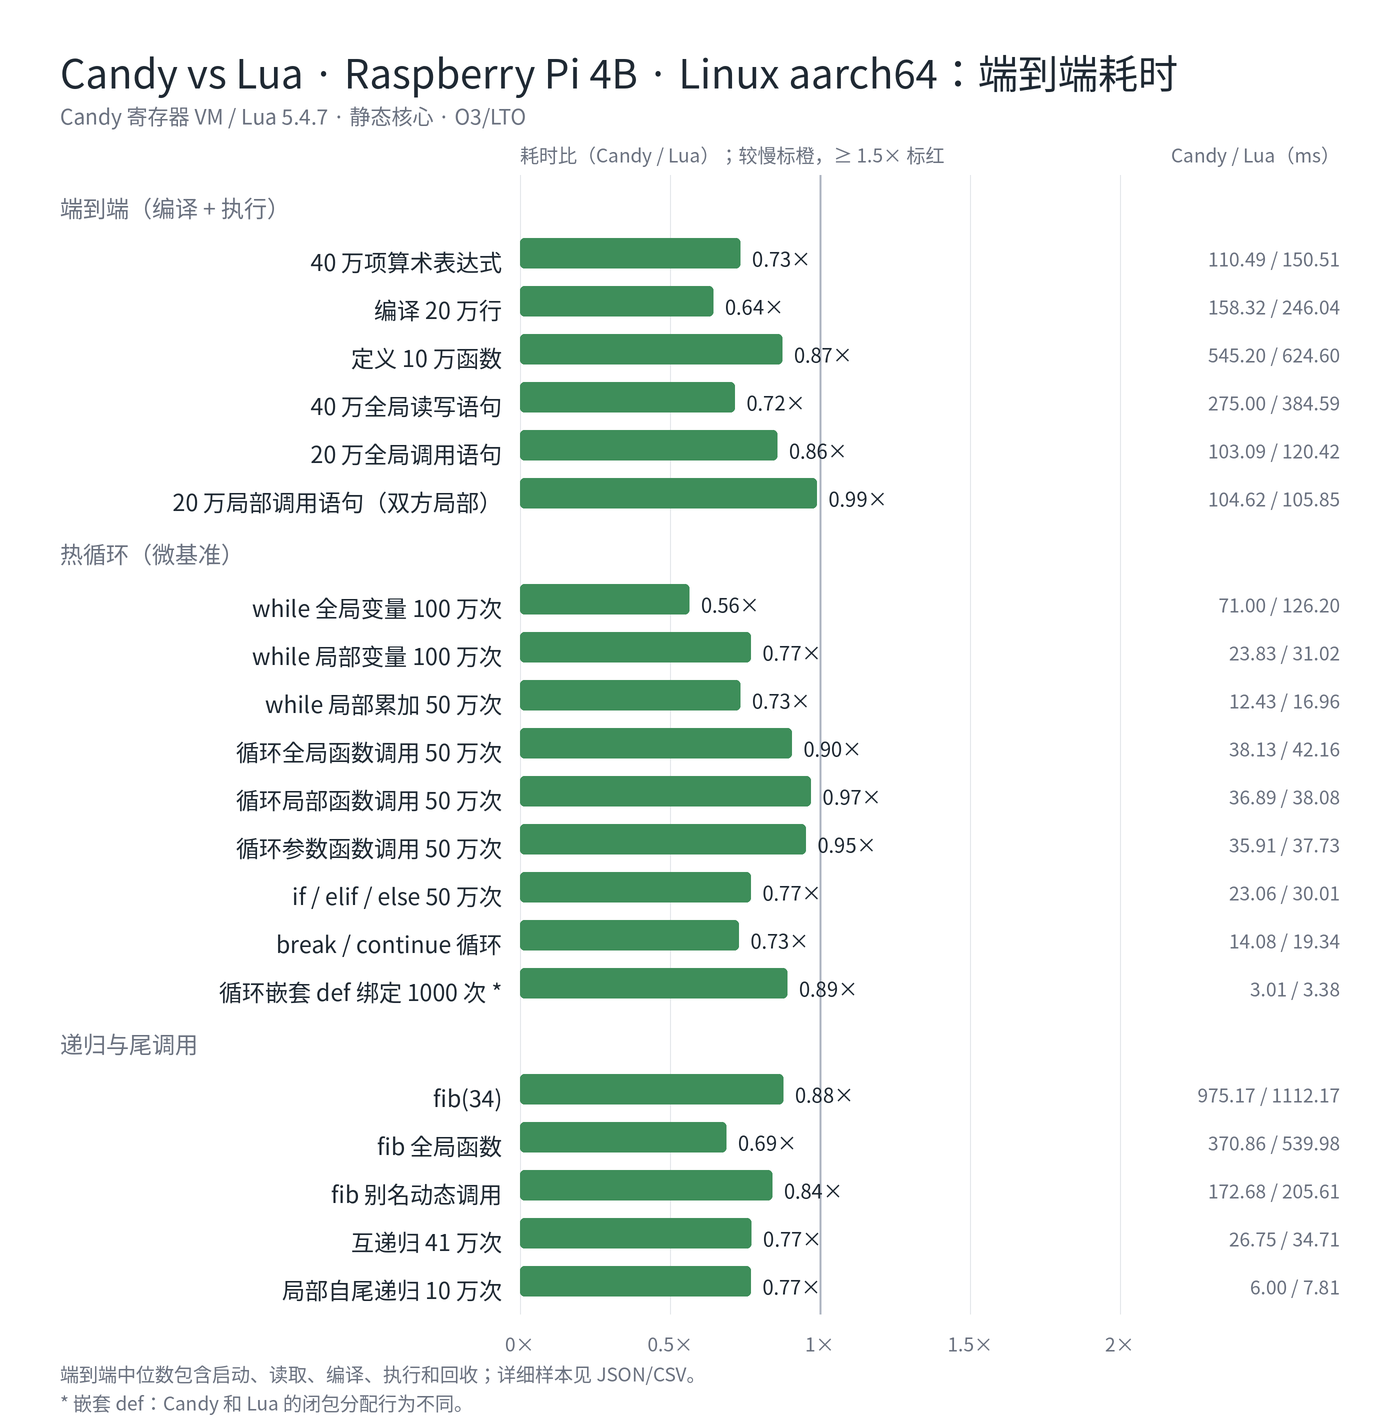 Candy vs Lua · Raspberry Pi 4B · Linux aarch64：端到端耗时
Candy 寄存器 VM / Lua 5.4.7 · 静态核心 · O3/LTO
耗时比（Candy / Lua）；较慢标橙，≥ 1.5× 标红 Candy / Lua（ms）
端到端（编译 + 执行）
40 万项算术表达式 0.73× 110.49 / 150.51
编译 20 万行 0.64× 158.32 / 246.04
定义 10 万函数 0.87× 545.20 / 624.60
40 万全局读写语句 0.72× 275.00 / 384.59
20 万全局调用语句 0.86× 103.09 / 120.42
20 万局部调用语句（双方局部） 0.99× 104.62 / 105.85
热循环（微基准）
while 全局变量 100 万次 0.56× 71.00 / 126.20
while 局部变量 100 万次 0.77× 23.83 / 31.02
while 局部累加 50 万次 0.73× 12.43 / 16.96
循环全局函数调用 50 万次 0.90× 38.13 / 42.16
循环局部函数调用 50 万次 0.97× 36.89 / 38.08
循环参数函数调用 50 万次 0.95× 35.91 / 37.73
if / elif / else 50 万次 0.77× 23.06 / 30.01
break / continue 循环 0.73× 14.08 / 19.34
循环嵌套 def 绑定 1000 次 * 0.89× 3.01 / 3.38
递归与尾调用
fib(34) 0.88× 975.17 / 1112.17
fib 全局函数 0.69× 370.86 / 539.98
fib 别名动态调用 0.84× 172.68 / 205.61
互递归 41 万次 0.77× 26.75 / 34.71
局部自尾递归 10 万次 0.77× 6.00 / 7.81
0× 0.5× 1× 1.5× 2×
端到端中位数包含启动、读取、编译、执行和回收；详细样本见 JSON/CSV。
* 嵌套 def：Candy 和 Lua 的闭包分配行为不同。